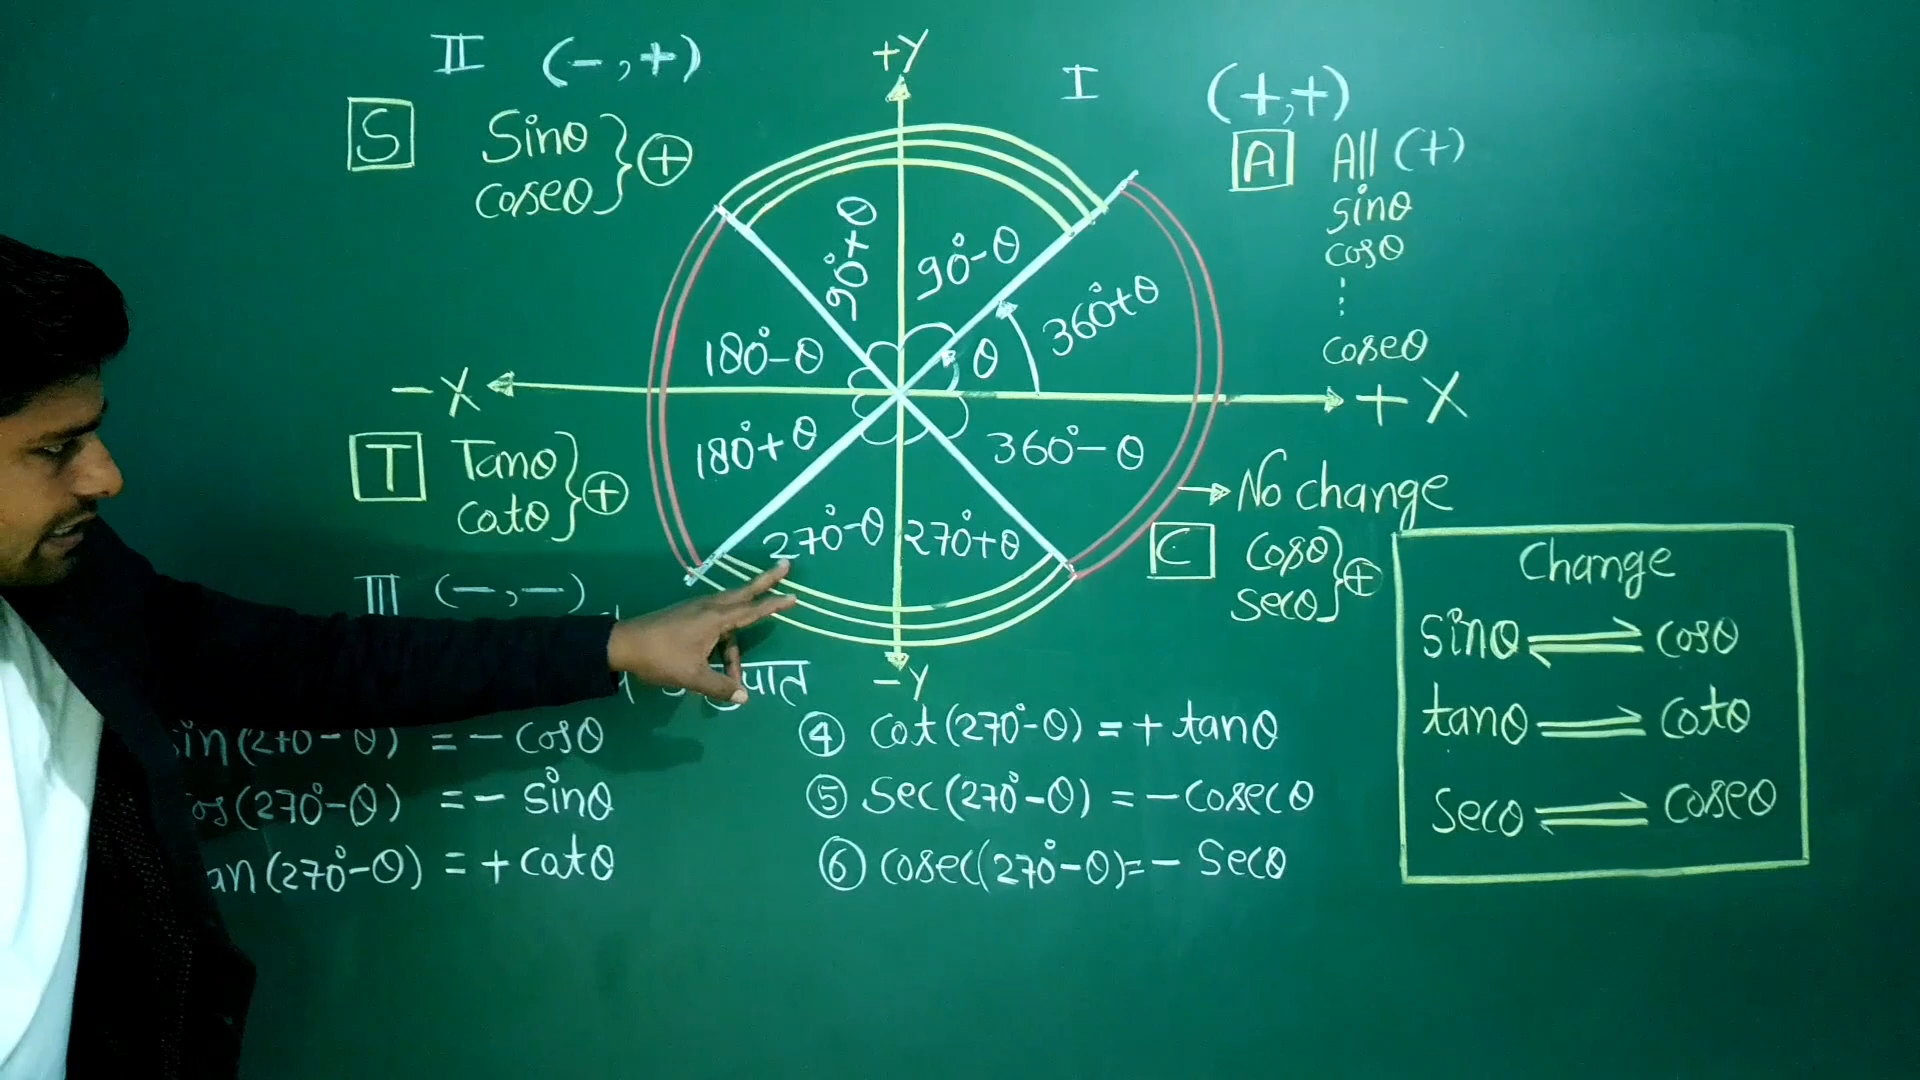 II (-,+)
S sinθ
cosecθ } ⊕
+Y
I (+,+)
A All (+)
sinθ
cosθ
⋮
cosecθ
90°+θ
90°-θ
180°-θ
θ
360°+θ
-X
+X
T Tanθ
cotθ } ⊕
180°+θ
360°-θ
270°-θ
270°+θ
→ No change
C cosθ
secθ } ⊕
III (-,-)
-Y
(270°-θ) = - cosθ
os(270°-θ) = - sinθ
an(270°-θ) = + cotθ
④ cot(270°-θ) = + tanθ
⑤ sec(270°-θ) = -cosecθ
⑥ cosec(270°-θ)= - secθ
Change
sinθ ⇌ cosθ
tanθ ⇌ cotθ
secθ ⇌ cosecθ